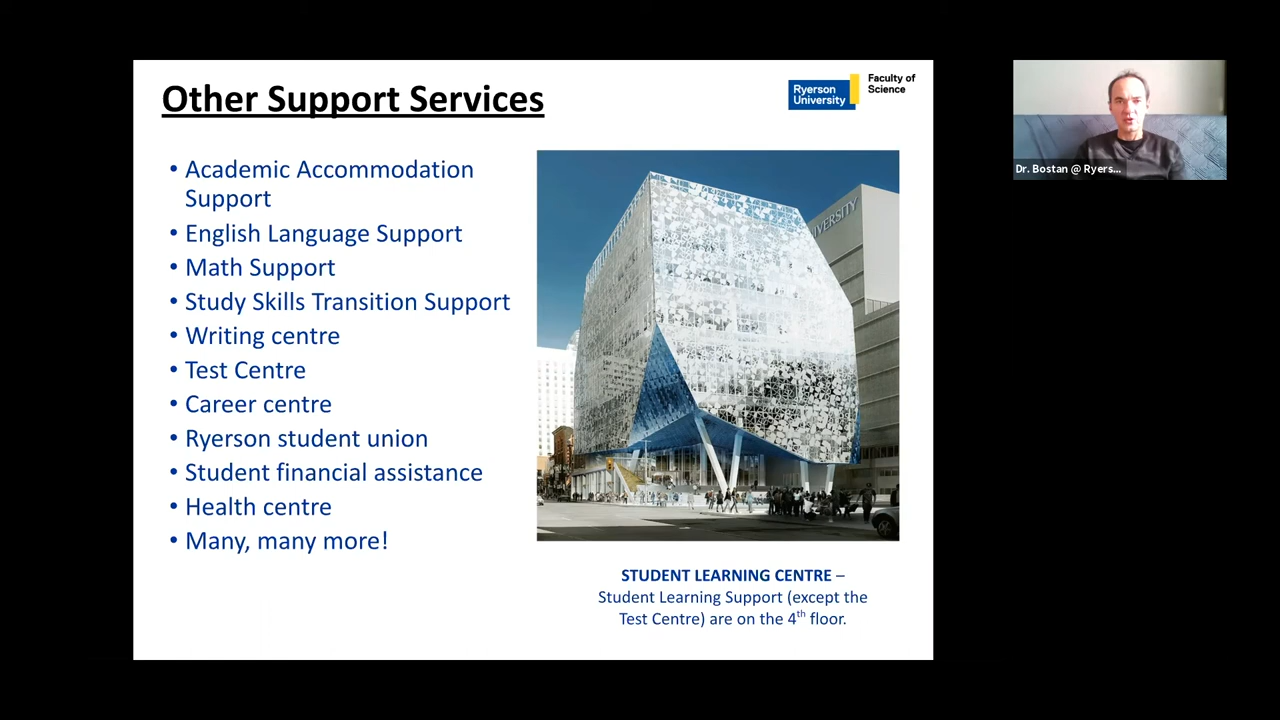 Other Support Services
Ryerson
University
Faculty of
Science
• Academic Accommodation
Support
• English Language Support
• Math Support
• Study Skills Transition Support
• Writing centre
• Test Centre
• Career centre
• Ryerson student union
• Student financial assistance
• Health centre
• Many, many more!
IVERSITY
STUDENT LEARNING CENTRE –
Student Learning Support (except the
Test Centre) are on the 4th floor.
Dr. Bostan @ Ryers...